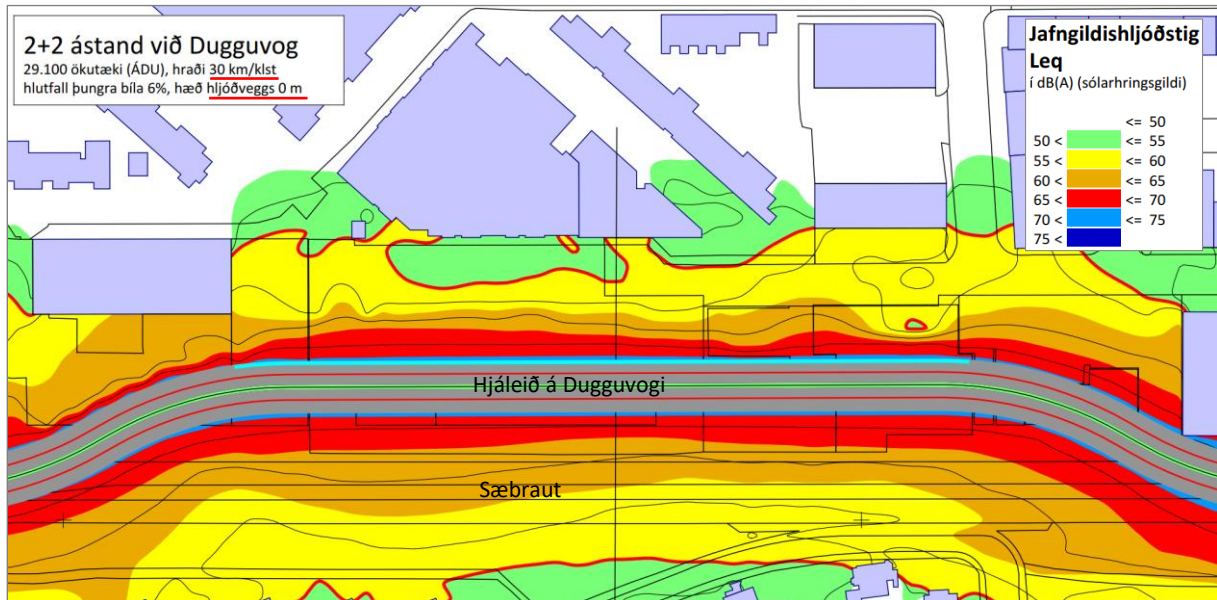 2+2 ástand við Dugguvog
29.100 ökutæki (ÁDU), hraði 30 km/klst
hlutfall þungra bíla 6%, hæð hljóðveggs 0 m
Jafngildishljóðstig
Leq
í dB(A) (sólarhringsgildi)
<= 50
50 < <= 55
55 < <= 60
60 < <= 65
65 < <= 70
70 < <= 75
75 <
Hjáleið á Dugguvogi
Sæbraut